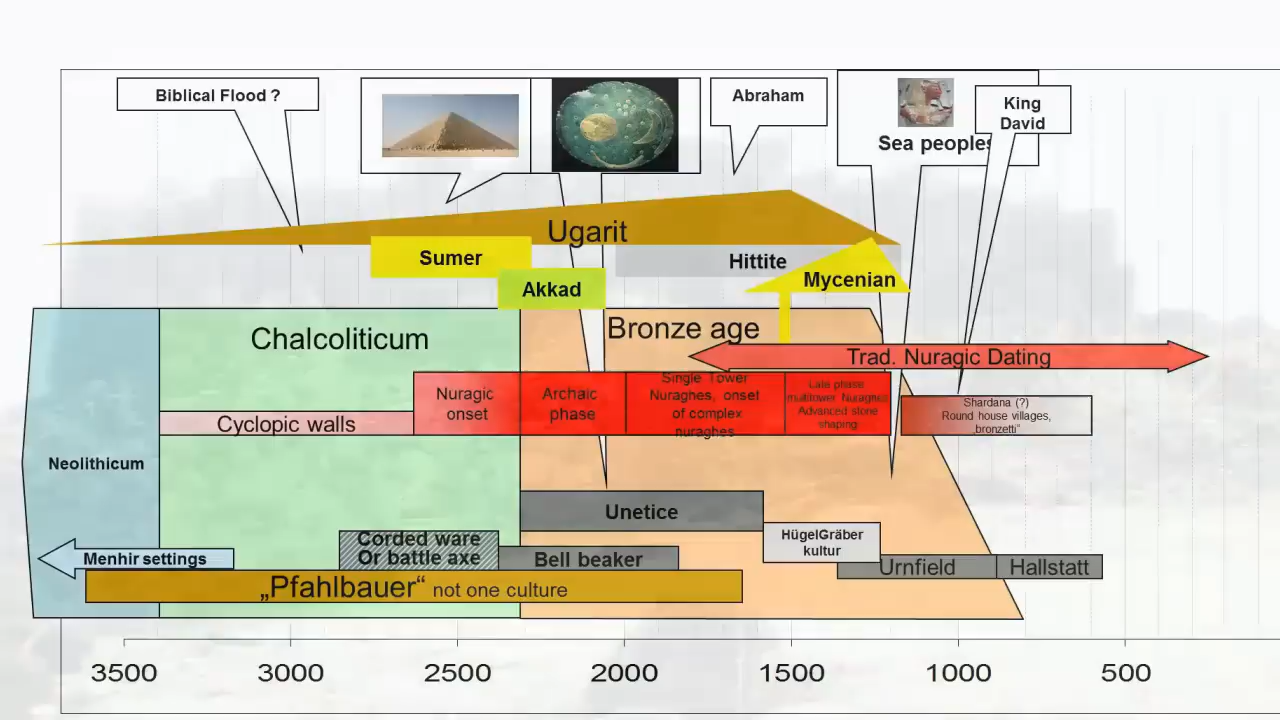 Biblical Flood ?
Abraham
King
David
Sea peoples
Ugarit
Sumer
Hittite
Akkad
Mycenian
Chalcoliticum
Bronze age
Trad. Nuragic Dating
Nuragic
onset
Archaic
phase
Single Tower
Nuraghes, onset
of complex
nuraghes
Late phase
multitower Nuraghes
Advanced stone
shaping
Shardana (?)
Round house villages,
„bronzetti“
Cyclopic walls
Neolithicum
Unetice
HügelGräber
kultur
Corded ware
Or battle axe
Bell beaker
Menhir settings
Urnfield
Hallstatt
„Pfahlbauer“ not one culture
3500 3000 2500 2000 1500 1000 500